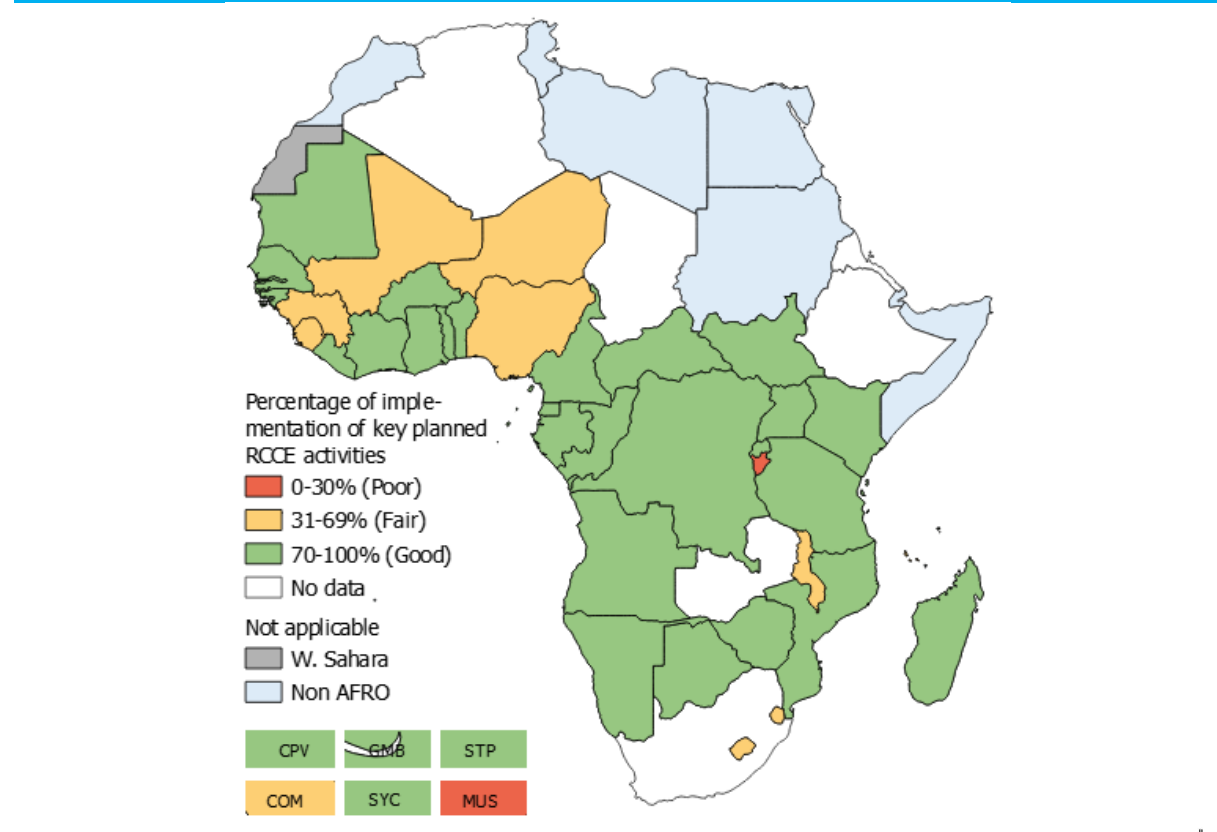 Percentage of imple-
mentation of key planned
RCCE activities
0-30% (Poor)
31-69% (Fair)
70-100% (Good)
No data
Not applicable
W. Sahara
Non AFRO
CPV GMB STP
COM SYC MUS